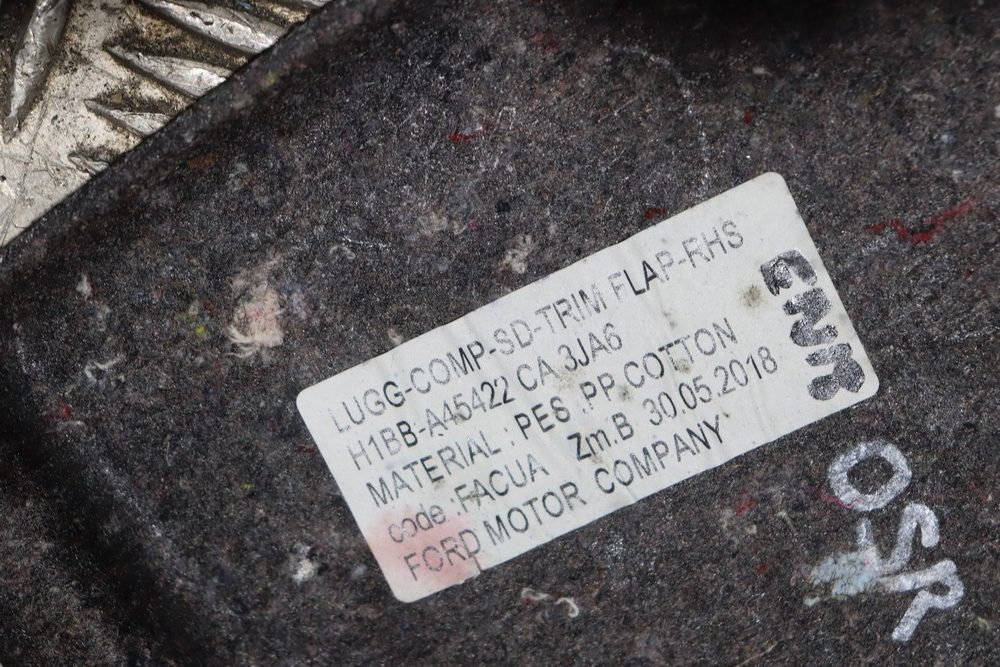 LUGG-COMP-SD-TRIM FLAP-RHS
H1BB-A45422 CA 3JA6
MATERIAL : PES .PP.COTTON
code .FACUA Zm.B 30.05.2018
FORD MOTOR COMPANY
ENR
OSR